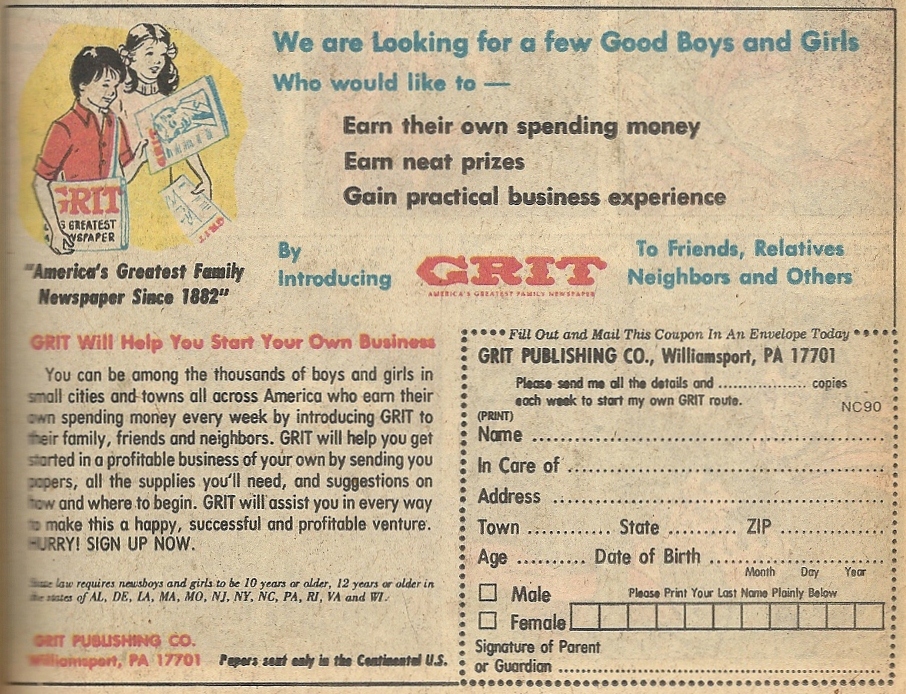 We are Looking for a few Good Boys and Girls
Who would like to —
Earn their own spending money
Earn neat prizes
Gain practical business experience
GRIT
GREATEST
GRIT
GRIT
"America's Greatest Family
Newspaper Since 1882"
By
Introducing
GRIT
AMERICA'S GREATEST FAMILY NEWSPAPER
To Friends, Relatives
Neighbors and Others
GRIT Will Help You Start Your Own Business
You can be among the thousands of boys and girls in
small cities and towns all across America who earn their
own spending money every week by introducing GRIT to
their family, friends and neighbors. GRIT will help you get
started in a profitable business of your own by sending you
papers, all the supplies you'll need, and suggestions on
how and where to begin. GRIT will assist you in every way
to make this a happy, successful and profitable venture.
HURRY! SIGN UP NOW.
State law requires newsboys and girls to be 10 years or older, 12 years or older in
the states of AL, DE, LA, MA, MO, NJ, NY, NC, PA, RI, VA and WI.
GRIT PUBLISHING CO.
Williamsport, PA 17701 Papers sent only in the Continental U.S.
Fill Out and Mail This Coupon In An Envelope Today
GRIT PUBLISHING CO., Williamsport, PA 17701
Please send me all the details and ................ copies
each week to start my own GRIT route.
NC90
(PRINT)
Name
In Care of
Address
Town ............ State .......... ZIP
Age .......... Date of Birth
Month Day Year
Male Please Print Your Last Name Plainly Below
Female
Signature of Parent
or Guardian